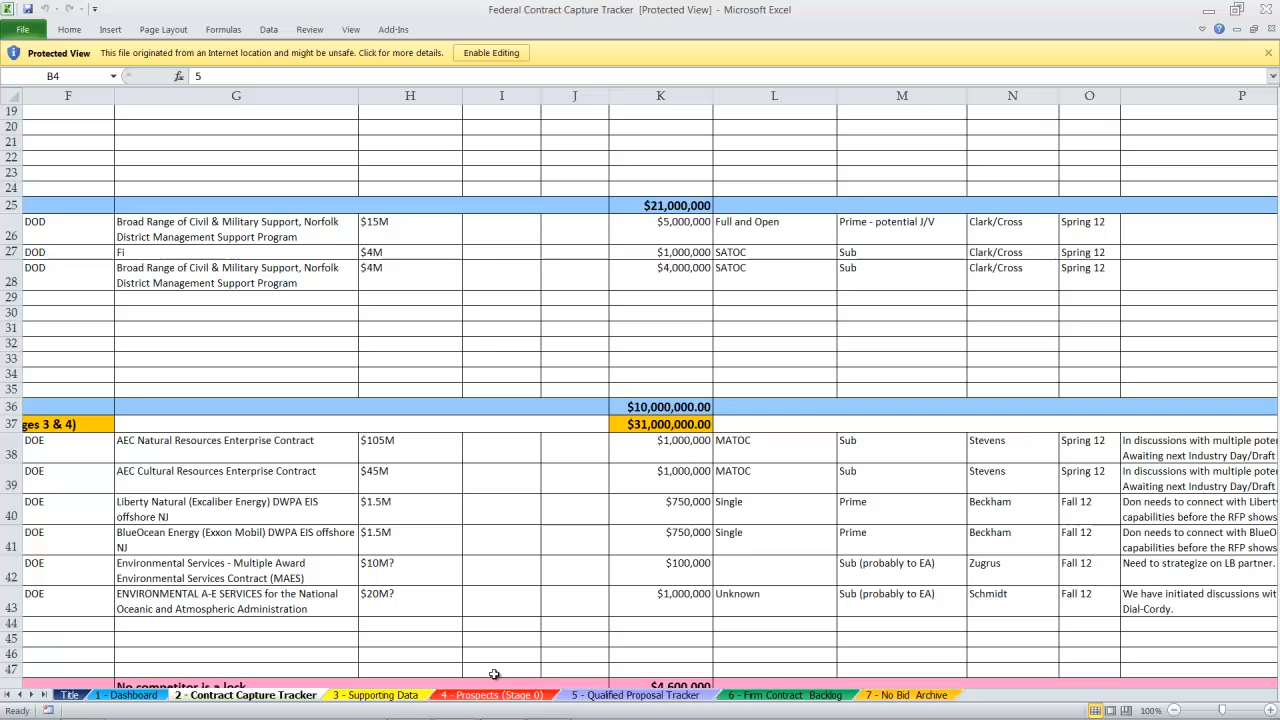 Federal Contract Capture Tracker [Protected View] - Microsoft Excel
File Home Insert Page Layout Formulas Data Review View Add-Ins
Protected View This file originated from an Internet location and might be unsafe. Click for more details. Enable Editing
B4 fx 5
F G H I J K L M N O P
19
20
21
22
23
24
25 $21,000,000
26 DOD Broad Range of Civil & Military Support, Norfolk $15M $5,000,000 Full and Open Prime - potential J/V Clark/Cross Spring 12
District Management Support Program
27 DOD Fi $4M $1,000,000 SATOC Sub Clark/Cross Spring 12
28 DOD Broad Range of Civil & Military Support, Norfolk $4M $4,000,000 SATOC Sub Clark/Cross Spring 12
District Management Support Program
29
30
31
32
33
34
35
36 $10,000,000.00
37 ges 3 & 4) $31,000,000.00
38 DOE AEC Natural Resources Enterprise Contract $105M $1,000,000 MATOC Sub Stevens Spring 12 In discussions with multiple pote
Awaiting next Industry Day/Draft
39 DOE AEC Cultural Resources Enterprise Contract $45M $1,000,000 MATOC Sub Stevens Spring 12 In discussions with multiple pote
Awaiting next Industry Day/Draft
40 DOE Liberty Natural (Excaliber Energy) DWPA EIS $1.5M $750,000 Single Prime Beckham Fall 12 Don needs to connect with Libert
offshore NJ capabilities before the RFP shows
41 DOE BlueOcean Energy (Exxon Mobil) DWPA EIS offshore $1.5M $750,000 Single Prime Beckham Fall 12 Don needs to connect with BlueO
NJ capabilities before the RFP shows
42 DOE Environmental Services - Multiple Award $10M? $100,000 Sub (probably to EA) Zugrus Fall 12 Need to strategize on LB partner.
Environmental Services Contract (MAES)
43 DOE ENVIRONMENTAL A-E SERVICES for the National $20M? $1,000,000 Unknown Sub (probably to EA) Schmidt Fall 12 We have initiated discussions wit
Oceanic and Atmospheric Administration Dial-Cordy.
44
45
46
47
No competitor is a lock $4,600,000
Title 1 - Dashboard 2 - Contract Capture Tracker 3 - Supporting Data 4 - Prospects (Stage 0) 5 - Qualified Proposal Tracker 6 - Firm Contract Backlog 7 - No Bid Archive
Ready 100%